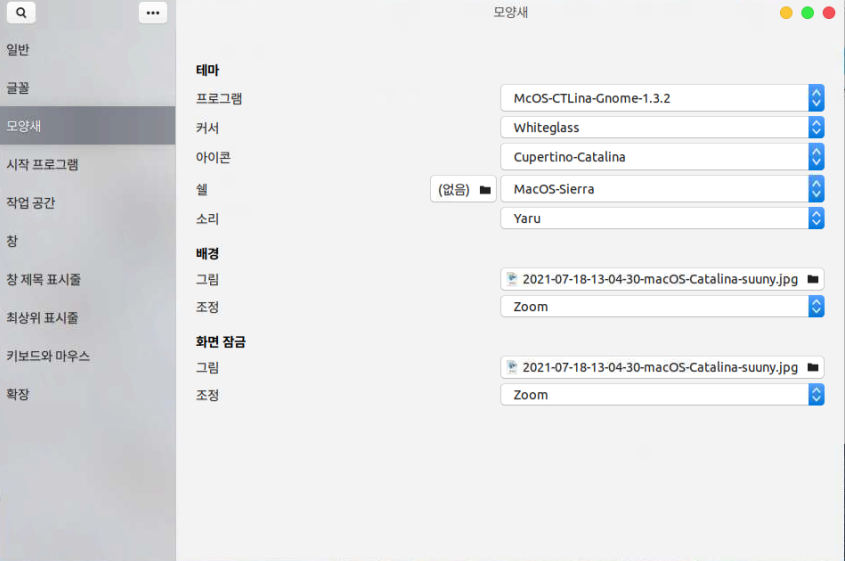 모양새
일반
글꼴
모양새
시작 프로그램
작업 공간
창
창 제목 표시줄
최상위 표시줄
키보드와 마우스
확장
테마
프로그램 McOS-CTLina-Gnome-1.3.2
커서 Whiteglass
아이콘 Cupertino-Catalina
쉘 (없음) MacOS-Sierra
소리 Yaru
배경
그림 2021-07-18-13-04-30-macOS-Catalina-suuny.jpg
조정 Zoom
화면 잠금
그림 2021-07-18-13-04-30-macOS-Catalina-suuny.jpg
조정 Zoom